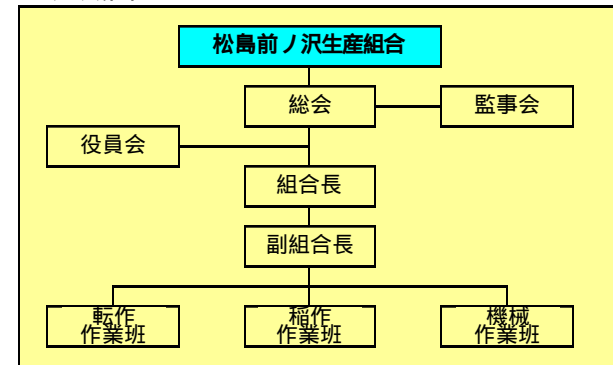 松島前ノ沢生産組合
総会
監事会
役員会
組合長
副組合長
転作
作業班
稲作
作業班
機械
作業班